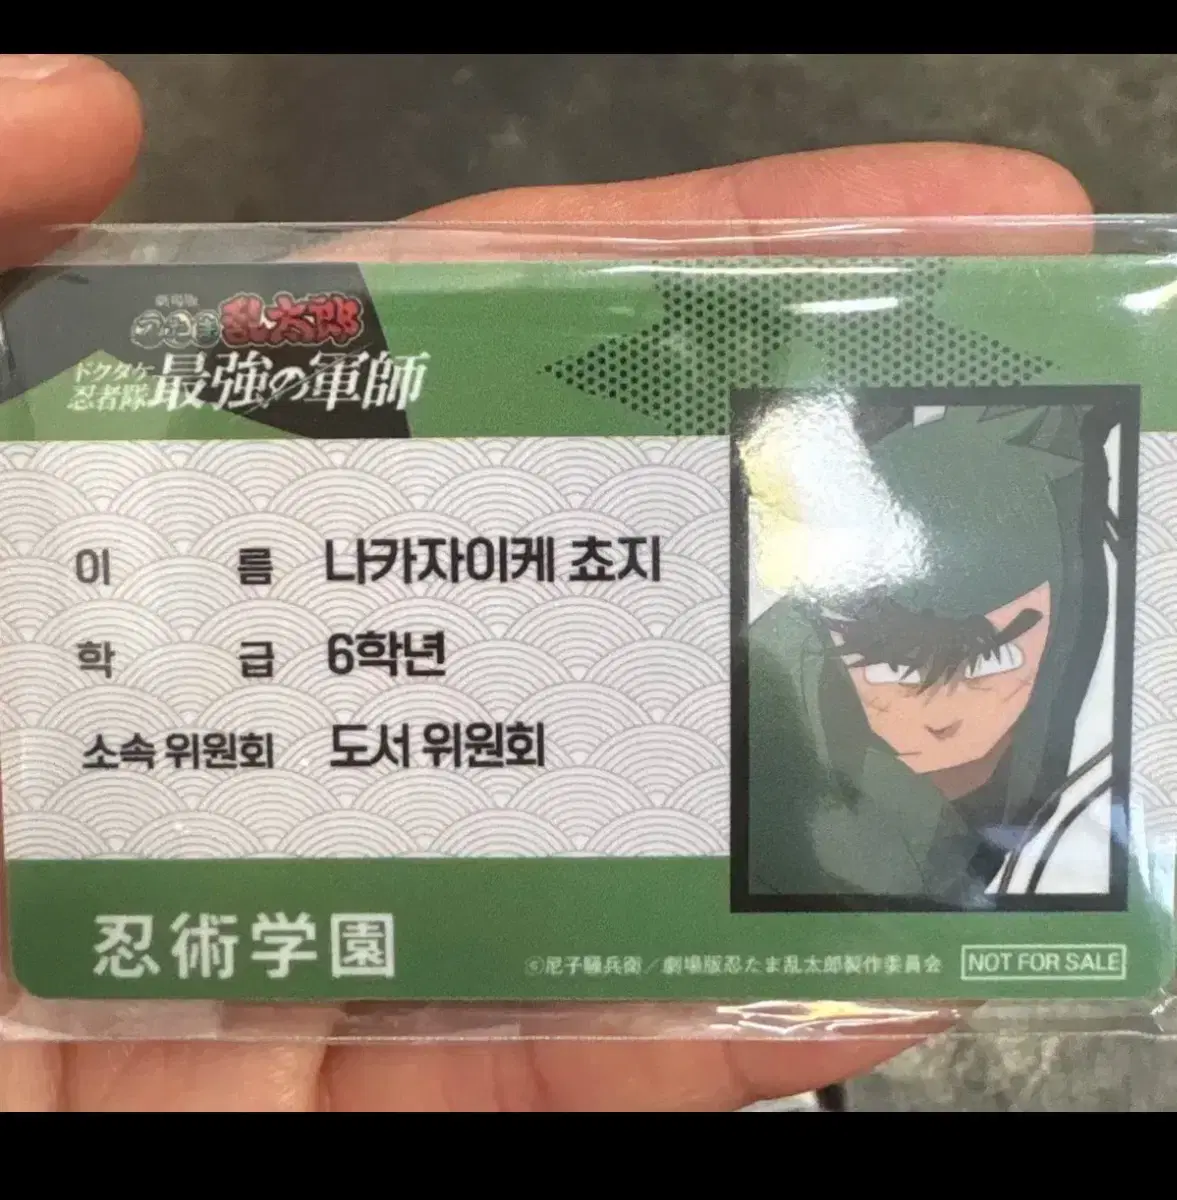 劇場版
忍たま乱太郎
ドクタケ
忍者隊
最強の軍師
이름 나카자이케 쵸지
학급 6학년
소속 위원회 도서 위원회
忍術学園
©尼子騒兵衛/劇場版忍たま乱太郎製作委員会
NOT FOR SALE